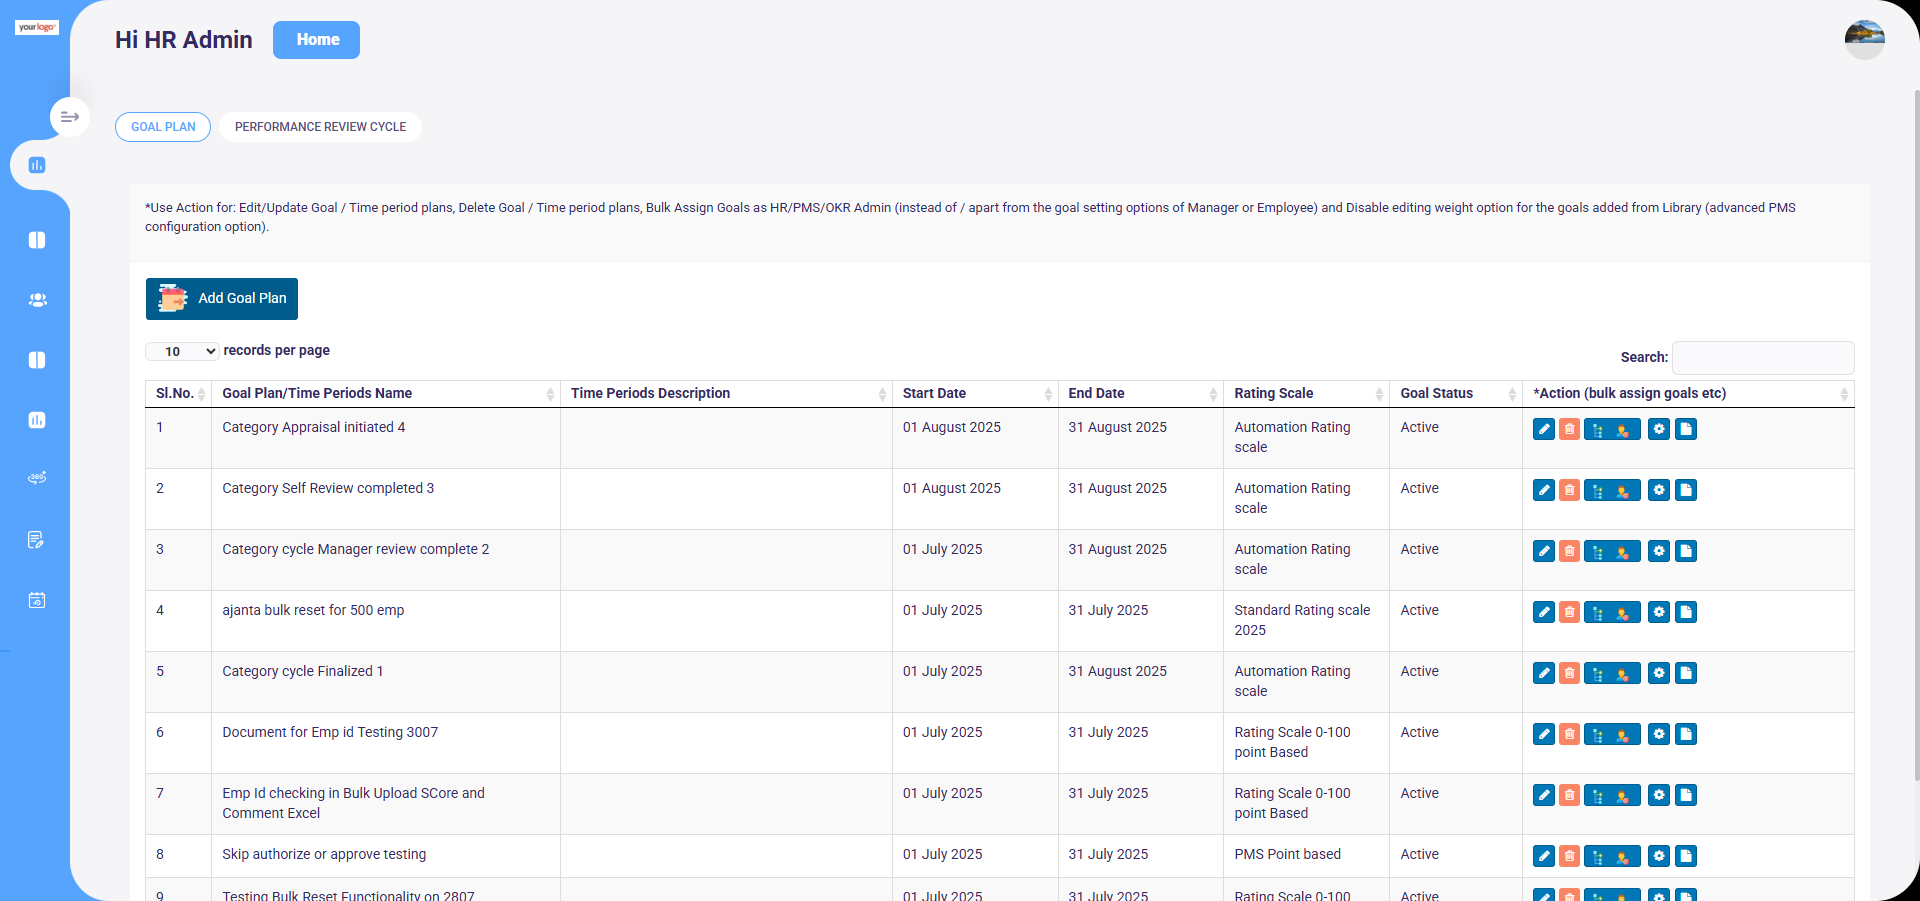 yourlogo
Hi HR Admin
Home
GOAL PLAN
PERFORMANCE REVIEW CYCLE
*Use Action for: Edit/Update Goal / Time period plans, Delete Goal / Time period plans, Bulk Assign Goals as HR/PMS/OKR Admin (instead of / apart from the goal setting options of Manager or Employee) and Disable editing weight option for the goals added from Library (advanced PMS
configuration option).
Add Goal Plan
10 records per page
Search:
Sl.No. Goal Plan/Time Periods Name Time Periods Description Start Date End Date Rating Scale Goal Status *Action (bulk assign goals etc)
1 Category Appraisal initiated 4 01 August 2025 31 August 2025 Automation Rating Active
scale
2 Category Self Review completed 3 01 August 2025 31 August 2025 Automation Rating Active
scale
3 Category cycle Manager review complete 2 01 July 2025 31 August 2025 Automation Rating Active
scale
4 ajanta bulk reset for 500 emp 01 July 2025 31 July 2025 Standard Rating scale Active
2025
5 Category cycle Finalized 1 01 July 2025 31 August 2025 Automation Rating Active
scale
6 Document for Emp id Testing 3007 01 July 2025 31 July 2025 Rating Scale 0-100 Active
point Based
7 Emp Id checking in Bulk Upload SCore and 01 July 2025 31 July 2025 Rating Scale 0-100 Active
Comment Excel point Based
8 Skip authorize or approve testing 01 July 2025 31 July 2025 PMS Point based Active
9 Testing Bulk Reset Functionality on 2807 01 July 2025 31 July 2025 Rating Scale 0-100 Active
360°